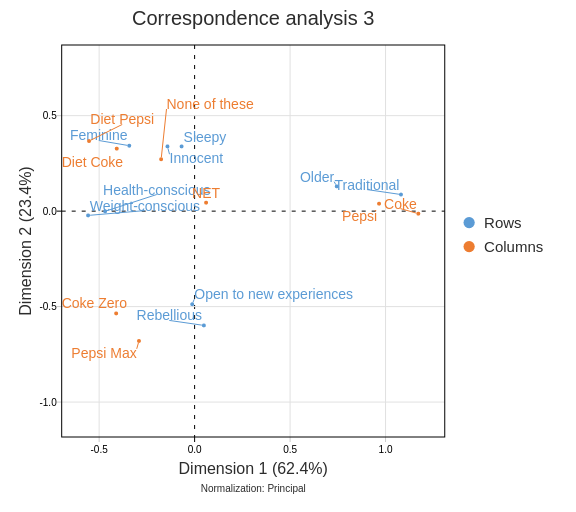 Correspondence analysis 3
None of these
Diet Pepsi
Feminine
Sleepy
Diet Coke
Innocent
Older
Traditional
Health-conscious
NET
Weight-conscious
Coke
Pepsi
Open to new experiences
Coke Zero
Rebellious
Pepsi Max
0.5
0.0
-0.5
-1.0
Dimension 2 (23.4%)
-0.5
0.0
0.5
1.0
Dimension 1 (62.4%)
Normalization: Principal
Rows
Columns